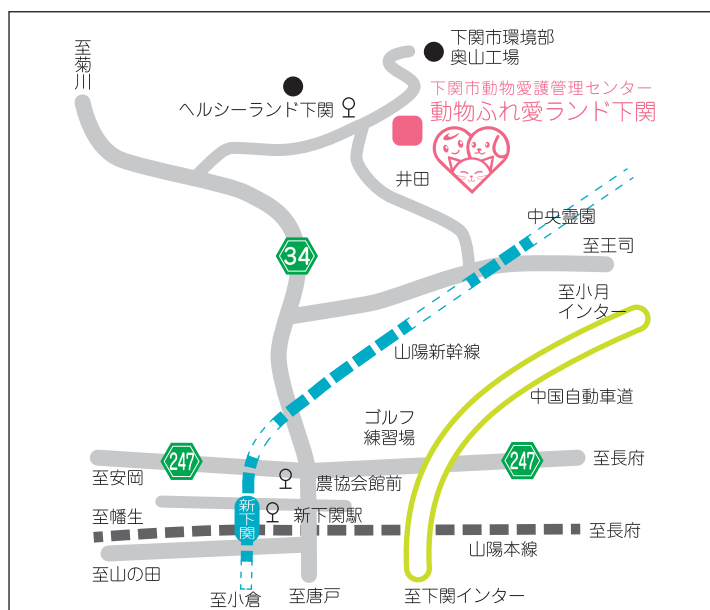 至菊川
下関市環境部
奥山工場
下関市動物愛護管理センター
動物ふれ愛ランド下関
ヘルシーランド下関
井田
中央霊園
至王司
34
至小月
インター
山陽新幹線
中国自動車道
ゴルフ
練習場
247
247
至安岡
至長府
農協会館前
新下関
新下関駅
至幡生
至長府
山陽本線
至山の田
至小倉
至唐戸
至下関インター